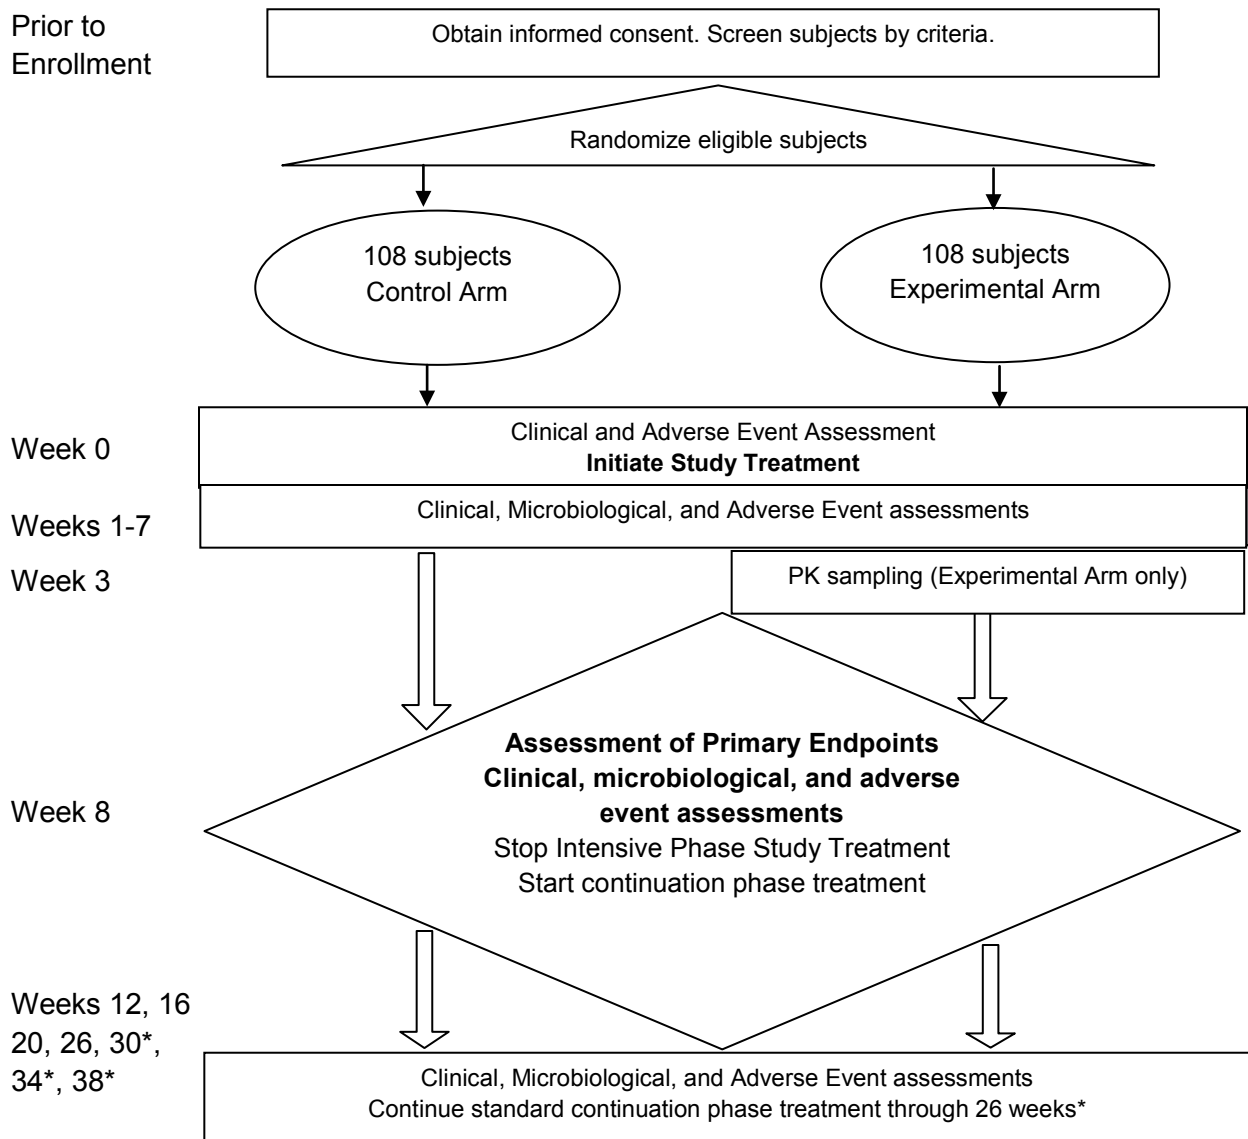 Prior to
Enrollment
Obtain informed consent. Screen subjects by criteria.
Randomize eligible subjects
108 subjects
Control Arm
108 subjects
Experimental Arm
Week 0
Clinical and Adverse Event Assessment
Initiate Study Treatment
Weeks 1-7
Clinical, Microbiological, and Adverse Event assessments
Week 3
PK sampling (Experimental Arm only)
Week 8
Assessment of Primary Endpoints
Clinical, microbiological, and adverse
event assessments
Stop Intensive Phase Study Treatment
Start continuation phase treatment
Weeks 12, 16
20, 26, 30*,
34*, 38*
Clinical, Microbiological, and Adverse Event assessments
Continue standard continuation phase treatment through 26 weeks*